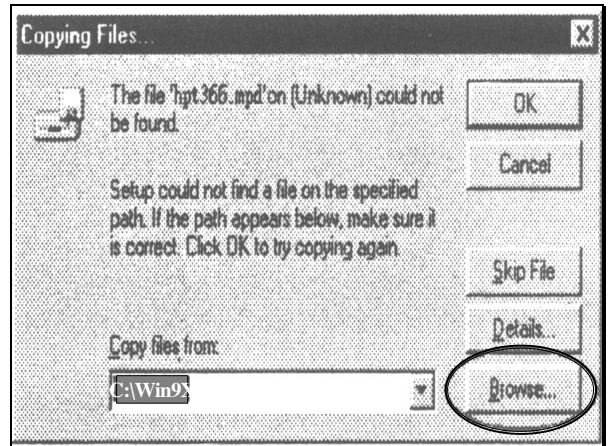 Copying Files...
The file 'hpt366.mpd' on (Unknown) could not
be found.
OK
Cancel
Setup could not find a file on the specified
path. If the path appears below, make sure it
is correct. Click OK to try copying again.
Skip File
Details...
Copy files from:
C:\Win9X
Browse...